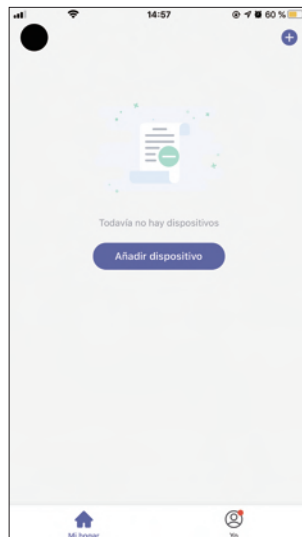 14:57
60 %
Todavía no hay dispositivos
Añadir dispositivo
Mi hogar
Yo